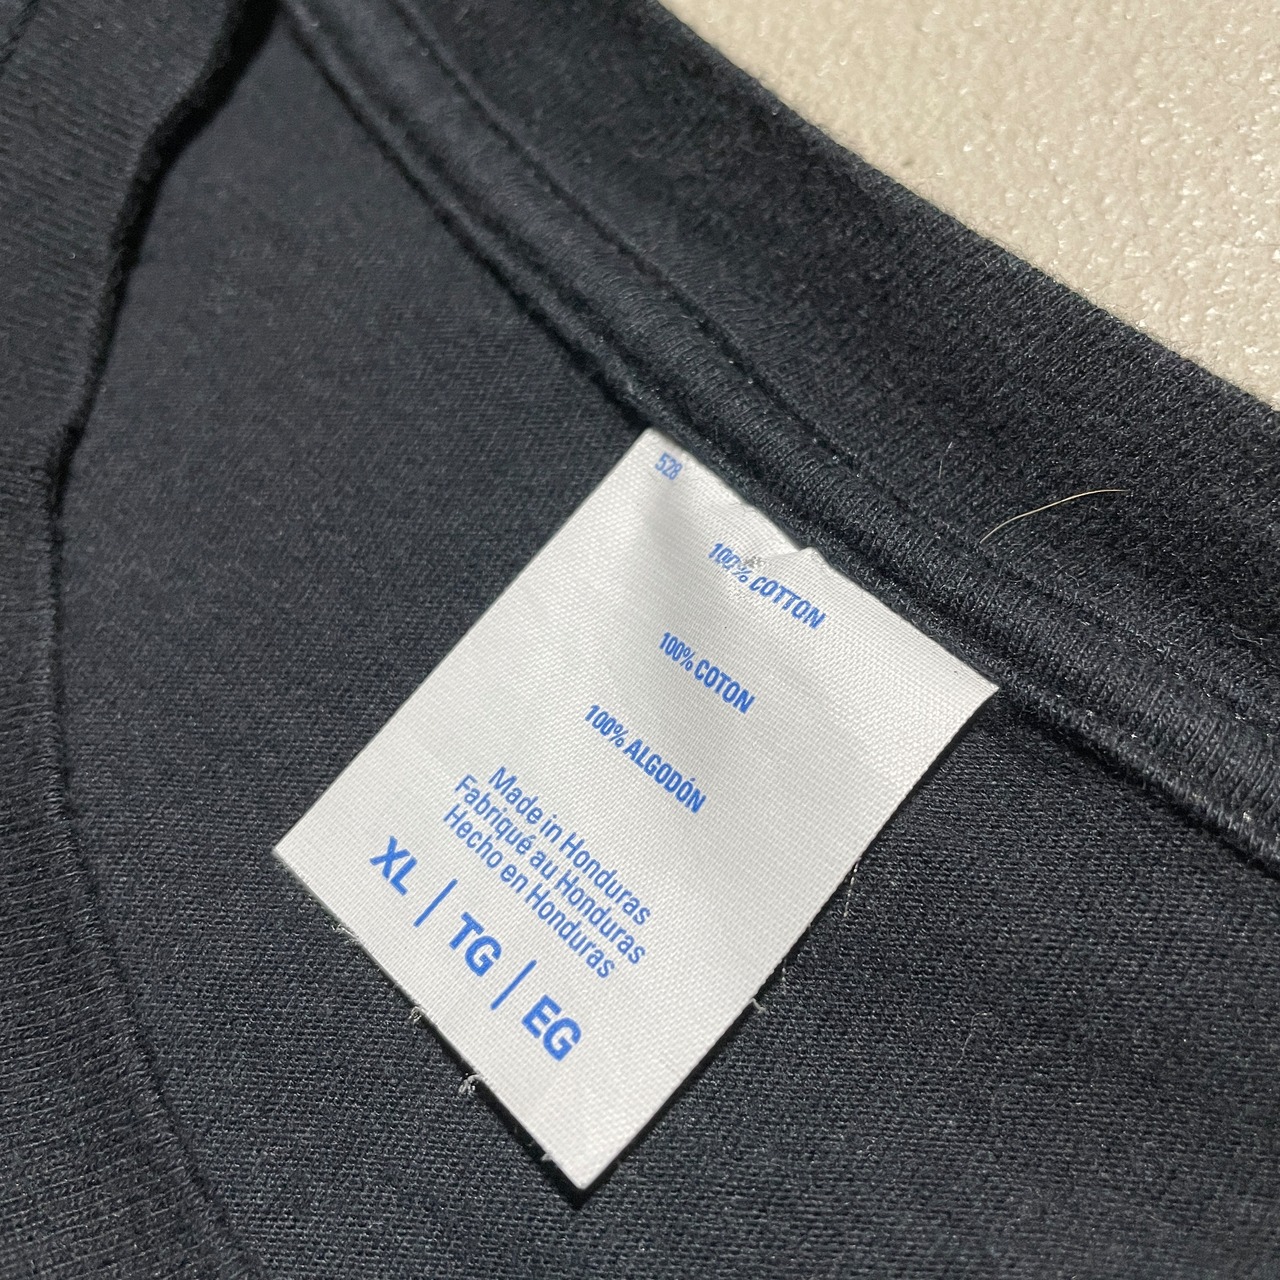 528
100% COTTON
100% COTON
100% ALGODÓN
Made in Honduras
Fabriqué au Honduras
Hecho en Honduras
XL | TG | EG